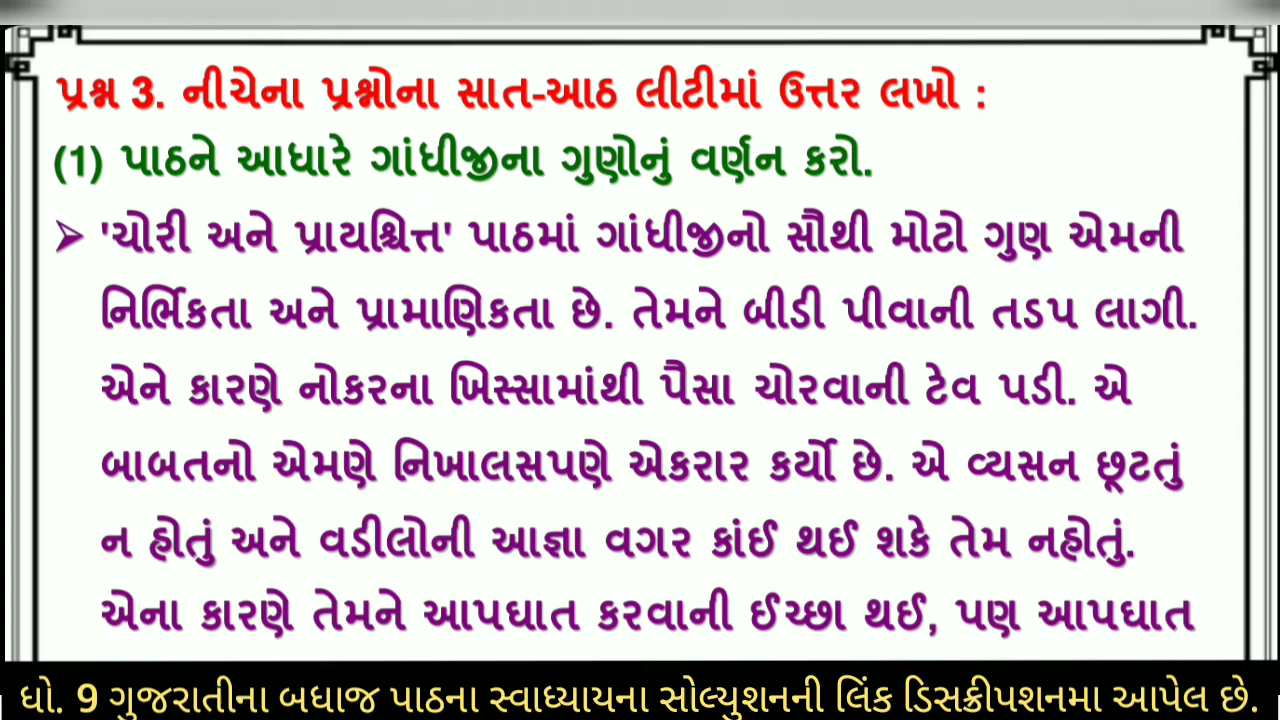 પ્રશ્ન 3. નીચેના પ્રશ્નોના સાત-આઠ લીટીમાં ઉત્તર લખો :
(1) પાઠને આધારે ગાંધીજીના ગુણોનું વર્ણન કરો.
➢ 'ચોરી અને પ્રાયશ્ચિત્ત' પાઠમાં ગાંધીજીનો સૌથી મોટો ગુણ એમની
નિર્ભિકતા અને પ્રામાણિકતા છે. તેમને બીડી પીવાની તડપ લાગી.
એને કારણે નોકરના ખિસ્સામાંથી પૈસા ચોરવાની ટેવ પડી. એ
બાબતનો એમણે નિખાલસપણે એકરાર કર્યો છે. એ વ્યસન છૂટતું
ન હોતું અને વડીલોની આજ્ઞા વગર કાંઈ થઈ શકે તેમ નહોતું.
એના કારણે તેમને આપઘાત કરવાની ઈચ્છા થઈ, પણ આપઘાત
ધો. 9 ગુજરાતીના બધાજ પાઠના સ્વાધ્યાયના સોલ્યુશનની લિંક ડિસક્રીપશનમા આપેલ છે.